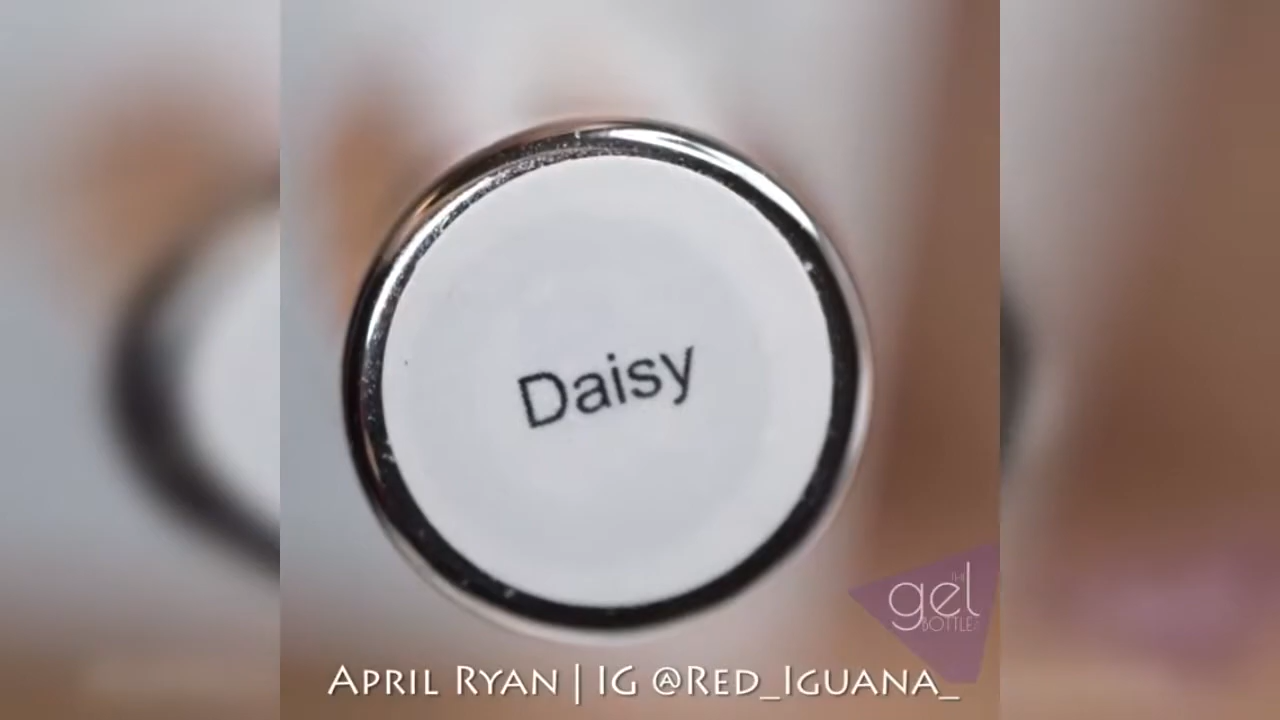 Daisy
THE
gel
BOTTLE
APRIL RYAN | IG @RED_IGUANA_